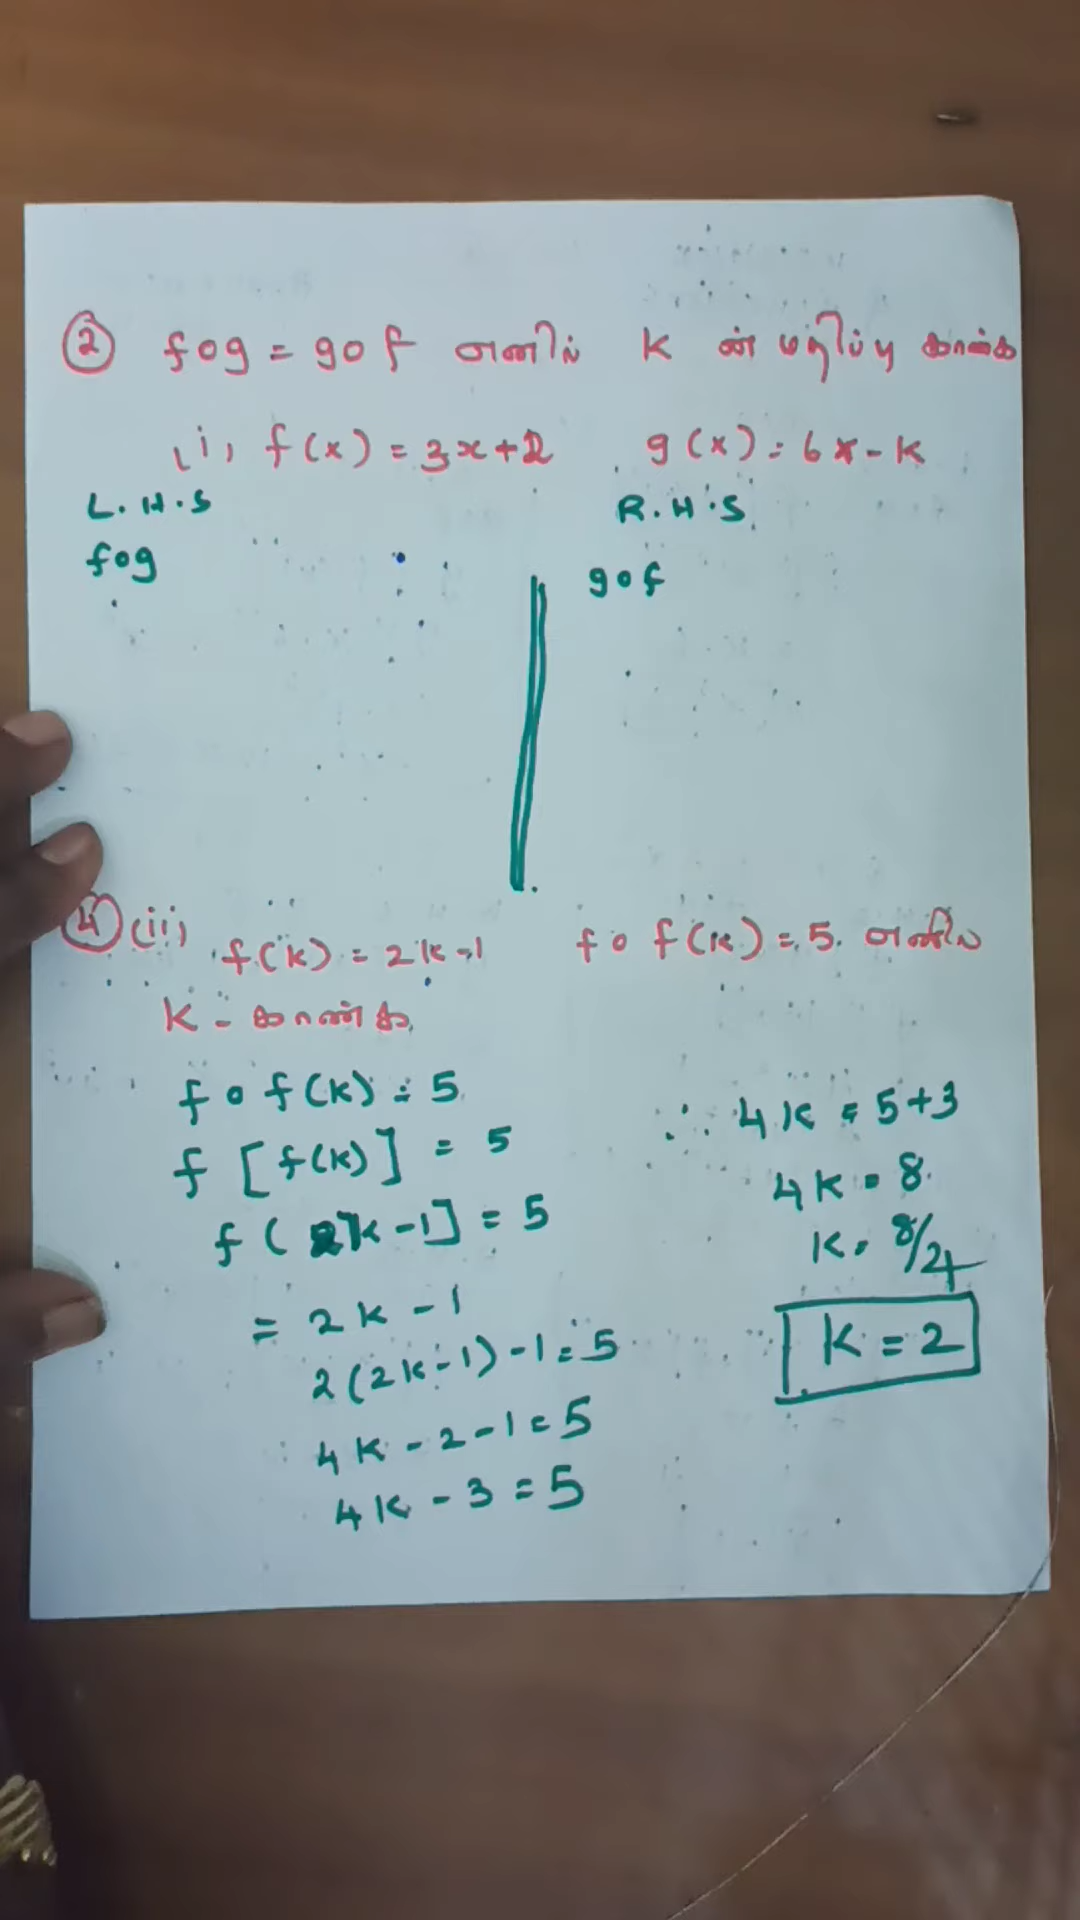 ② fog = gof எனில் K ன் மதிப்பு காண்க
(i) f(x) = 3x+2 g(x) = 6x-k
L.H.S R.H.S
fog gof
④ (ii) f(k) = 2k-1 fof(k) = 5. எனில்
K - காண்க.
fof(k) = 5
f [f(k)] = 5
f(2k-1] = 5
= 2k-1
2(2k-1)-1=5
4k-2-1=5
4k-3=5
∴ 4k = 5+3
4k = 8
k = 8/4
k = 2